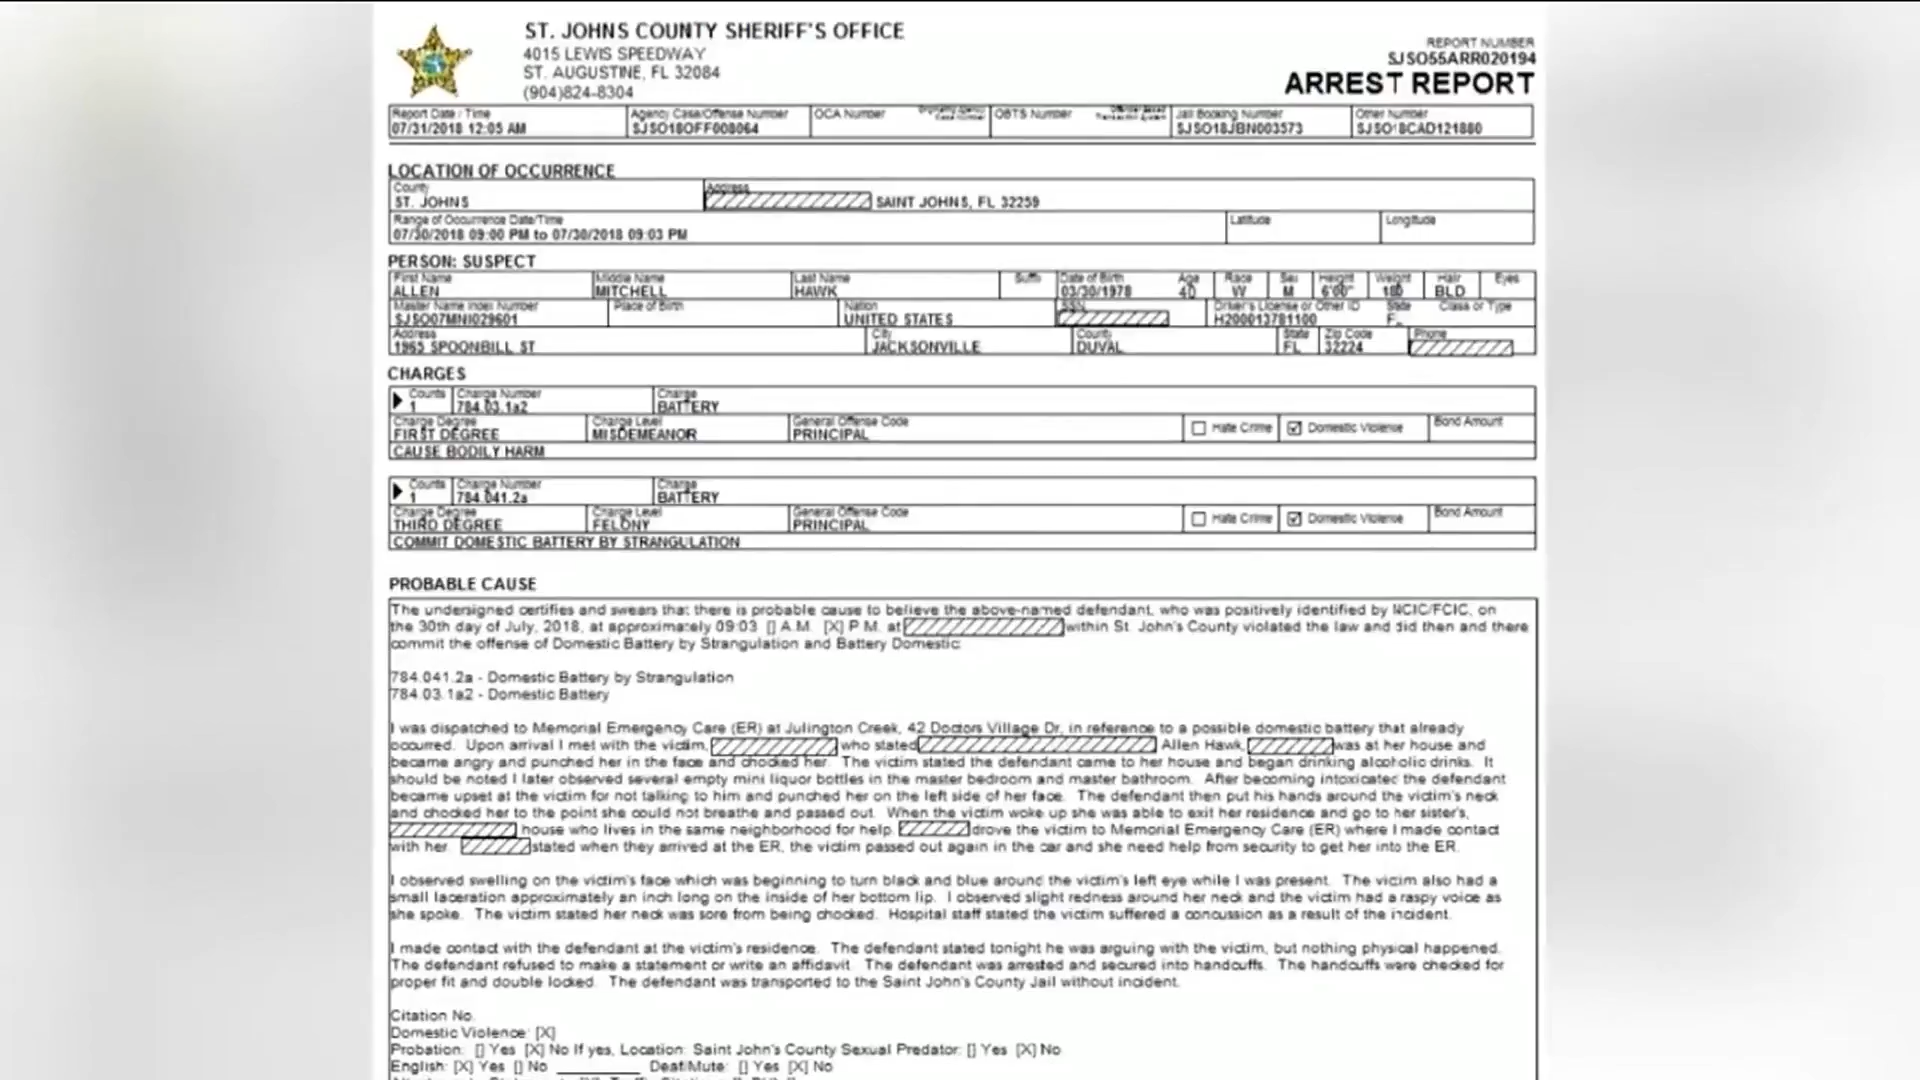 ST. JOHNS COUNTY SHERIFF'S OFFICE
4015 LEWIS SPEEDWAY
ST. AUGUSTINE, FL 32084
(904)824-8304
REPORT NUMBER
SJSO55ARR020194
ARREST REPORT
Report Date / Time Agency Case/Offense Number OCA Number OBTS Number Jail Booking Number Other Number
07/31/2018 12:05 AM SJSO18OFF008064 SJSO18JBN003573 SJSO18CAD121880
LOCATION OF OCCURRENCE
County Address
ST. JOHNS SAINT JOHNS, FL 32259
Range of Occurrence Date/Time Latitude Longitude
07/30/2018 09:00 PM to 07/30/2018 09:03 PM
PERSON: SUSPECT
First Name Middle Name Last Name Suffix Date of Birth Age Race Sex Height Weight Hair Eyes
ALLEN MITCHELL HAWK 03/30/1978 40 W M 6'00" 180 BLD
Master Name Index Number Place of Birth Nation SSN Driver's License or Other ID State Class or Type
SJSO07MNI029601 UNITED STATES H200013781100
Address City County State Zip Code Phone
1965 SPOONBILL ST JACKSONVILLE DUVAL FL 32224
CHARGES
Counts Charge Number Charge
1 784.03.1a2 BATTERY
Charge Degree Charge Level General Offense Code Hate Crime Domestic Violence Bond Amount
FIRST DEGREE MISDEMEANOR PRINCIPAL
CAUSE BODILY HARM
Counts Charge Number Charge
1 784.041.2a BATTERY
Charge Degree Charge Level General Offense Code Hate Crime Domestic Violence Bond Amount
THIRD DEGREE FELONY PRINCIPAL
COMMIT DOMESTIC BATTERY BY STRANGULATION
PROBABLE CAUSE
The undersigned certifies and swears that there is probable cause to believe the above-named defendant, who was positively identified by NCIC/FCIC, on
the 30th day of July, 2018, at approximately 09:03 [] A.M. [X] P.M. at within St. John's County violated the law and did then and there
commit the offense of Domestic Battery by Strangulation and Battery Domestic:
784.041.2a - Domestic Battery by Strangulation
784.03.1a2 - Domestic Battery
I was dispatched to Memorial Emergency Care (ER) at Julington Creek, 42 Doctors Village Dr, in reference to a possible domestic battery that already
occurred. Upon arrival I met with the victim, who stated Allen Hawk, was at her house and
became angry and punched her in the face and chocked her. The victim stated the defendant came to her house and began drinking alcoholic drinks. It
should be noted I later observed several empty mini liquor bottles in the master bedroom and master bathroom. After becoming intoxicated the defendant
became upset at the victim for not talking to him and punched her on the left side of her face. The defendant then put his hands around the victim's neck
and chocked her to the point she could not breathe and passed out. When the victim woke up she was able to exit her residence and go to her sister's,
house who lives in the same neighborhood for help. drove the victim to Memorial Emergency Care (ER) where I made contact
with her. stated when they arrived at the ER, the victim passed out again in the car and she need help from security to get her into the ER.
I observed swelling on the victim's face which was beginning to turn black and blue around the victim's left eye while I was present. The victim also had a
small laceration approximately an inch long on the inside of her bottom lip. I observed slight redness around her neck and the victim had a raspy voice as
she spoke. The victim stated her neck was sore from being chocked. Hospital staff stated the victim suffered a concussion as a result of the incident.
I made contact with the defendant at the victim's residence. The defendant stated tonight he was arguing with the victim, but nothing physical happened.
The defendant refused to make a statement or write an affidavit. The defendant was arrested and secured into handcuffs. The handcuffs were checked for
proper fit and double locked. The defendant was transported to the Saint John's County Jail without incident.
Citation No.
Domestic Violence: [X]
Probation: [] Yes [X] No If yes, Location: Saint John's County Sexual Predator: [] Yes [X] No
English: [X] Yes [] No Deaf/Mute: [] Yes [X] No